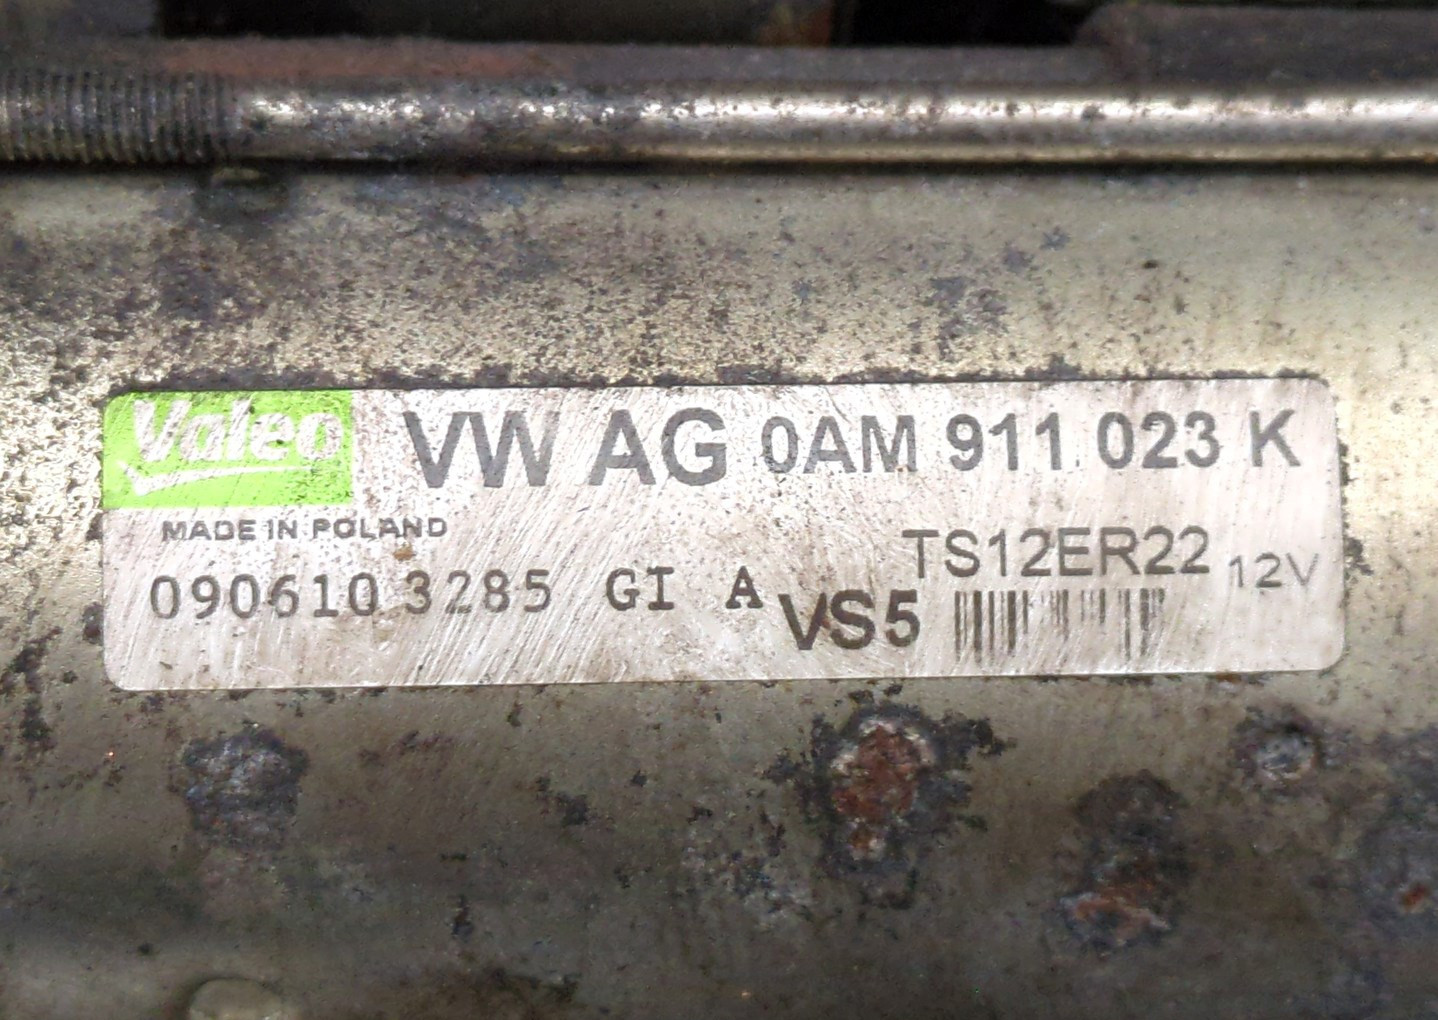 Valeo VW AG 0AM 911 023 K
MADE IN POLAND TS12ER22 12V
090610 3285 GI A VS5